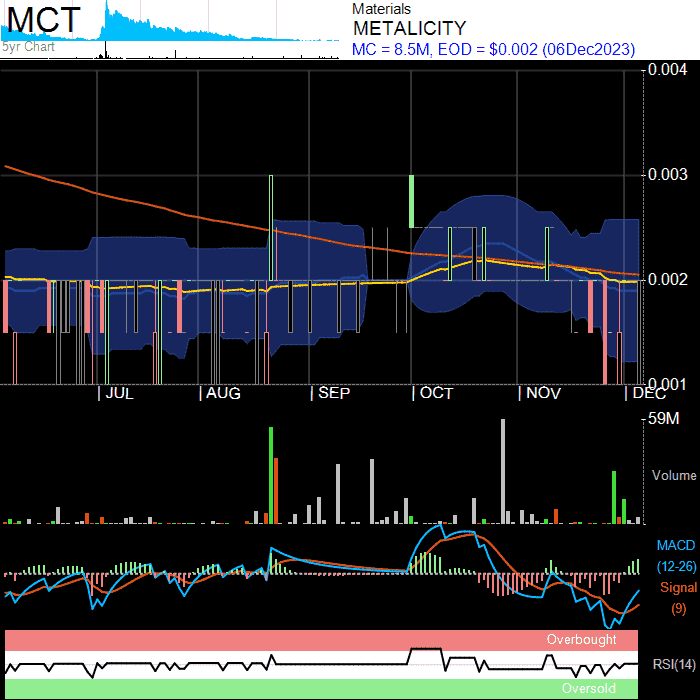 MCT
5yr Chart
Materials
METALICITY
MC = 8.5M, EOD = $0.002 (06Dec2023)
0.004
0.003
0.002
0.001
JUL AUG SEP OCT NOV DEC
59M
Volume
MACD
(12-26)
Signal
(9)
Overbought
RSI(14)
Oversold